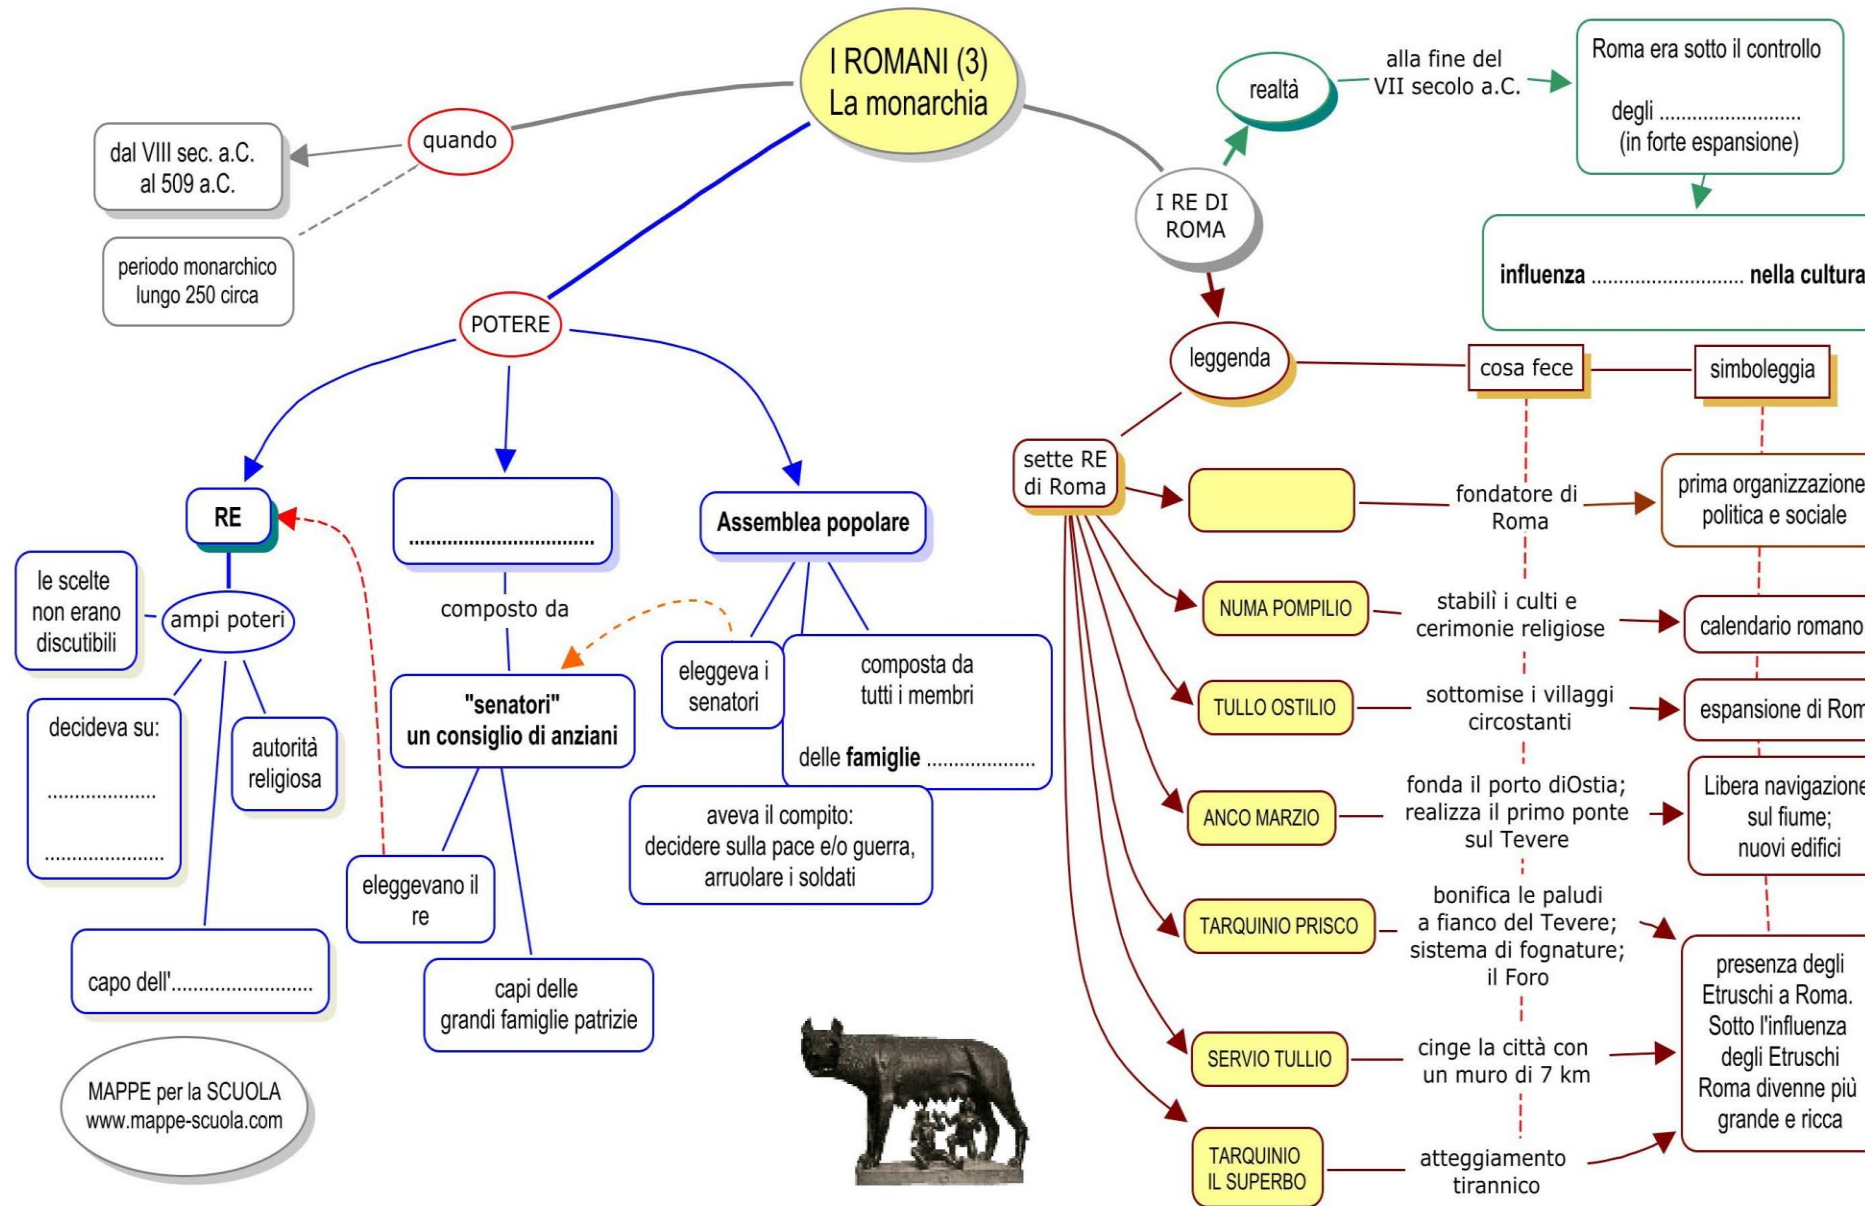 I ROMANI (3)
La monarchia
quando
dal VIII sec. a.C.
al 509 a.C.
periodo monarchico
lungo 250 circa
POTERE
RE
ampi poteri
le scelte
non erano
discutibili
decideva su:
.....................
.......................
autorità
religiosa
capo dell'...........................
...................................
composto da
"senatori"
un consiglio di anziani
eleggevano il
re
capi delle
grandi famiglie patrizie
Assemblea popolare
eleggeva i
senatori
composta da
tutti i membri
delle famiglie .....................
aveva il compito:
decidere sulla pace e/o guerra,
arruolare i soldati
MAPPE per la SCUOLA
www.mappe-scuola.com
I RE DI
ROMA
realtà
alla fine del
VII secolo a.C.
Roma era sotto il controllo
degli ...........................
(in forte espansione)
influenza ............................. nella cultura
leggenda
cosa fece
simboleggia
sette RE
di Roma
fondatore di
Roma
prima organizzazione
politica e sociale
NUMA POMPILIO
stabilì i culti e
cerimonie religiose
calendario romano
TULLO OSTILIO
sottomise i villaggi
circostanti
espansione di Rom
ANCO MARZIO
fonda il porto diOstia;
realizza il primo ponte
sul Tevere
Libera navigazione
sul fiume;
nuovi edifici
TARQUINIO PRISCO
bonifica le paludi
a fianco del Tevere;
sistema di fognature;
il Foro
presenza degli
Etruschi a Roma.
Sotto l'influenza
degli Etruschi
Roma divenne più
grande e ricca
SERVIO TULLIO
cinge la città con
un muro di 7 km
TARQUINIO
IL SUPERBO
atteggiamento
tirannico